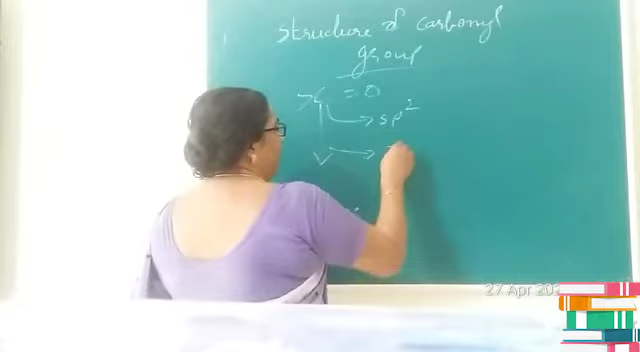 Structure of carbonyl
group
>C = O
→ sp²
→
27 Apr 202